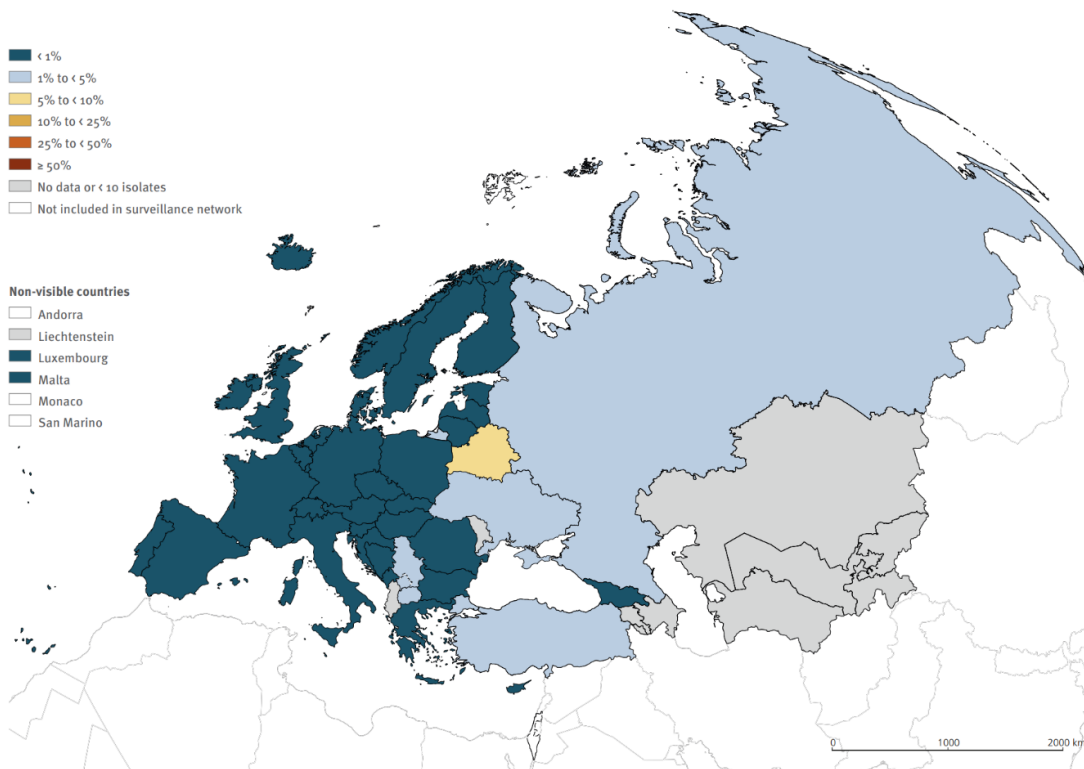 < 1%
1% to < 5%
5% to < 10%
10% to < 25%
25% to < 50%
≥ 50%
No data or < 10 isolates
Not included in surveillance network
Non-visible countries
Andorra
Liechtenstein
Luxembourg
Malta
Monaco
San Marino
0 1000 2000 km